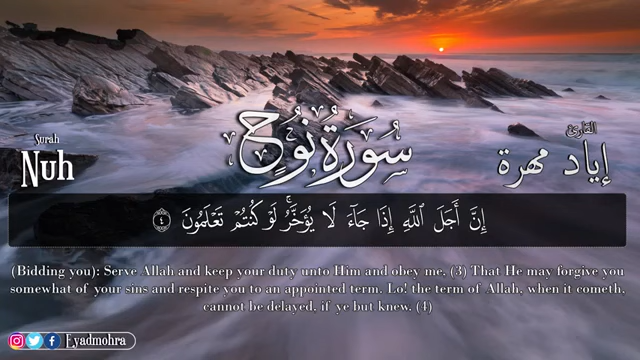 Surah
Nuh
سورة نوح
القارئ
إياد مهرة
إِنَّ أَجَلَ ٱللَّهِ إِذَا جَآءَ لَا يُؤَخَّرُۚ لَوۡ كُنتُمۡ تَعۡلَمُونَ ٤
(Bidding you): Serve Allah and keep your duty unto Him and obey me, (3) That He may forgive you
somewhat of your sins and respite you to an appointed term. Lo! the term of Allah, when it cometh,
cannot be delayed, if ye but knew. (4)
Eyadmohra